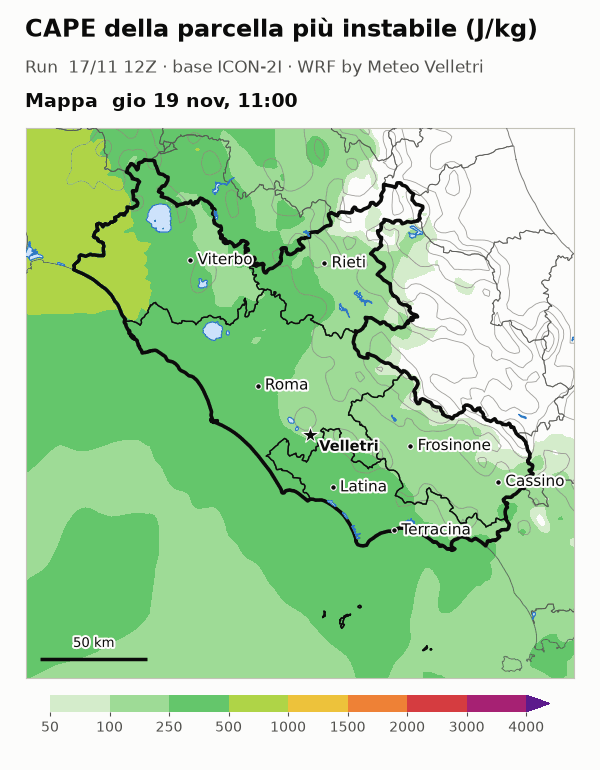 CAPE della parcella più instabile (J/kg)
Run  17/11 12Z · base ICON-2I · WRF by Meteo Velletri
Mappa  gio 19 nov, 11:00
Viterbo
Rieti
Roma
Velletri
Frosinone
Latina
Cassino
Terracina
50 km
50 100 250 500 1000 1500 2000 3000 4000